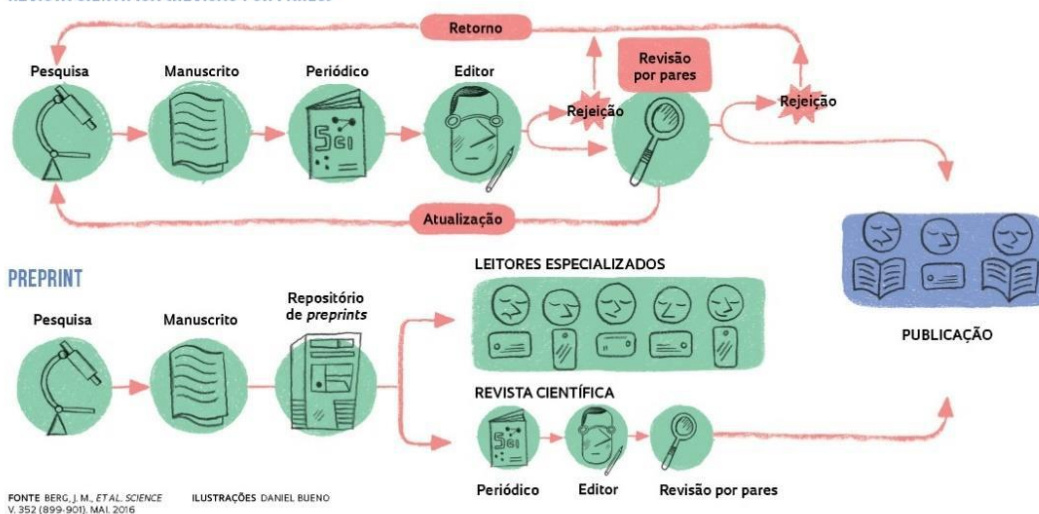 Retorno
Pesquisa
Manuscrito
Periódico
Editor
Rejeição
Revisão
por pares
Rejeição
Sci
Atualização
PREPRINT
Pesquisa
Manuscrito
Repositório
de preprints
LEITORES ESPECIALIZADOS
REVISTA CIENTÍFICA
Sci
Periódico
Editor
Revisão por pares
PUBLICAÇÃO
FONTE BERG, J. M., ET AL. SCIENCE
V. 352 (899-901). MAI. 2016
ILUSTRAÇÕES DANIEL BUENO